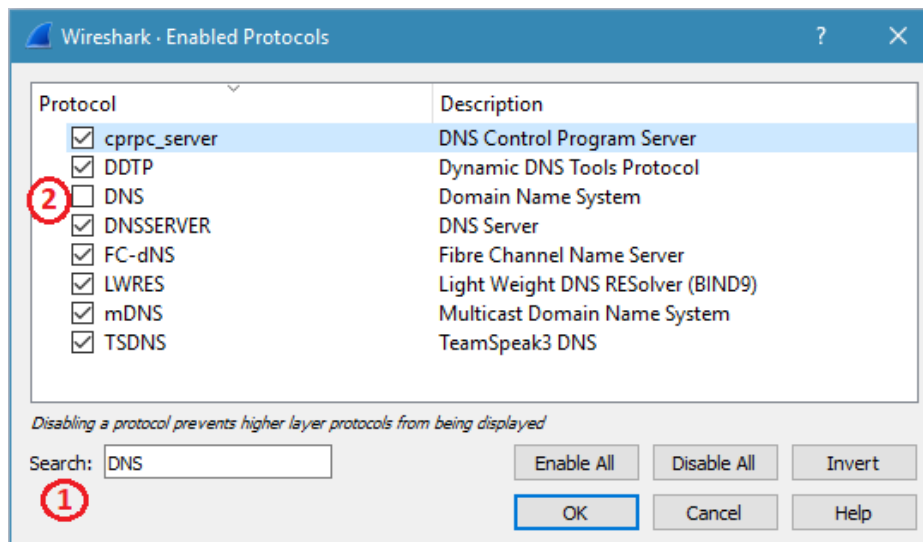 Wireshark · Enabled Protocols ?
Protocol Description
cprpc_server DNS Control Program Server
DDTP Dynamic DNS Tools Protocol
2 DNS Domain Name System
DNSSERVER DNS Server
FC-dNS Fibre Channel Name Server
LWRES Light Weight DNS RESolver (BIND9)
mDNS Multicast Domain Name System
TSDNS TeamSpeak3 DNS
Disabling a protocol prevents higher layer protocols from being displayed
Search: DNS Enable All Disable All Invert
1 OK Cancel Help